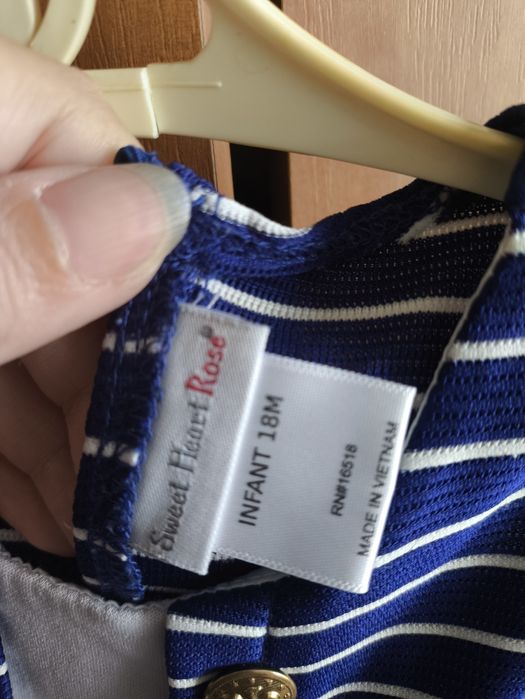 Sweet Heart Rose®
INFANT 18M
RN#16518
MADE IN VIETNAM